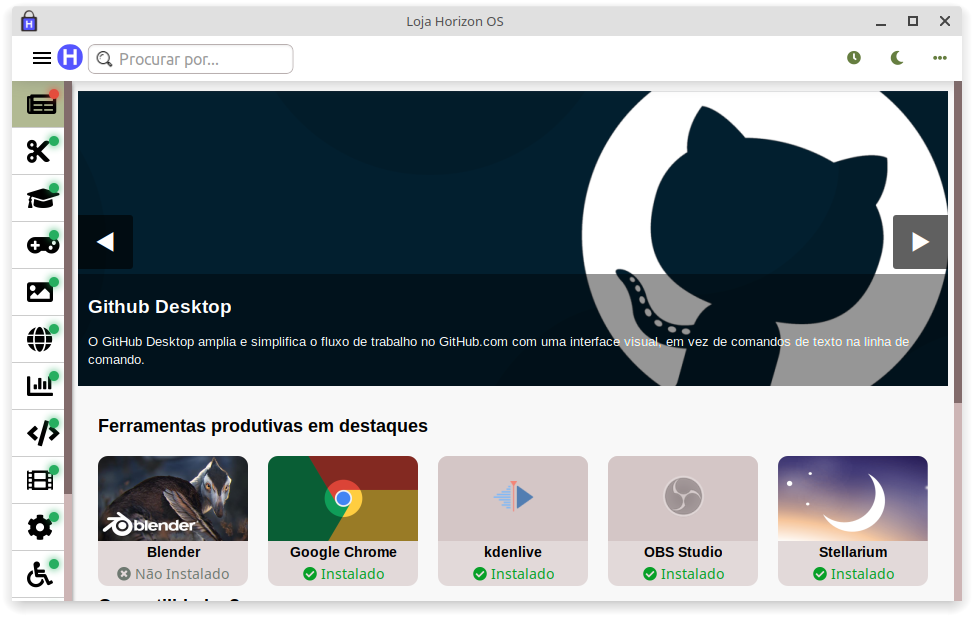 Loja Horizon OS
H
H
Procurar por...
Github Desktop
O GitHub Desktop amplia e simplifica o fluxo de trabalho no GitHub.com com uma interface visual, em vez de comandos de texto na linha de
comando.
Ferramentas produtivas em destaques
blender
Blender
Google Chrome
kdenlive
OBS Studio
Stellarium
Não Instalado
Instalado
Instalado
Instalado
Instalado